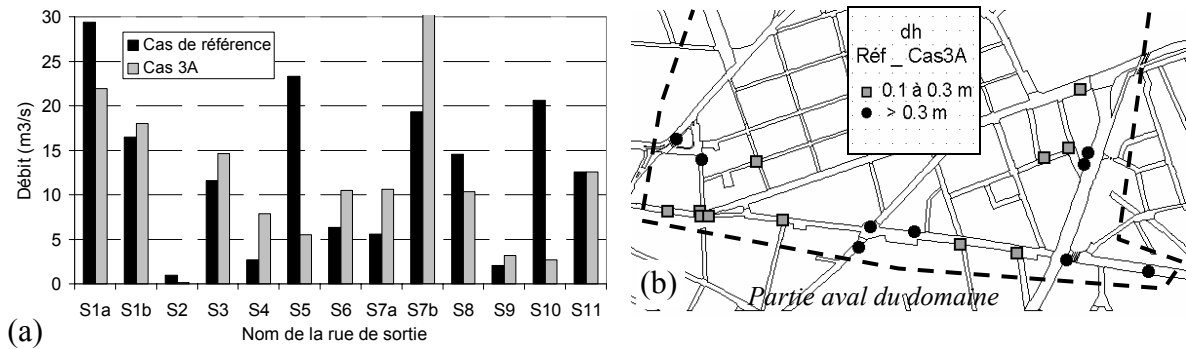 Débit (m3/s)
30
25
20
15
10
5
0
Cas de référence
Cas 3A
S1a S1b S2 S3 S4 S5 S6 S7a S7b S8 S9 S10 S11
Nom de la rue de sortie
(a)
dh
Réf _ Cas3A
0.1 à 0.3 m
> 0.3 m
(b)
Partie aval du domaine